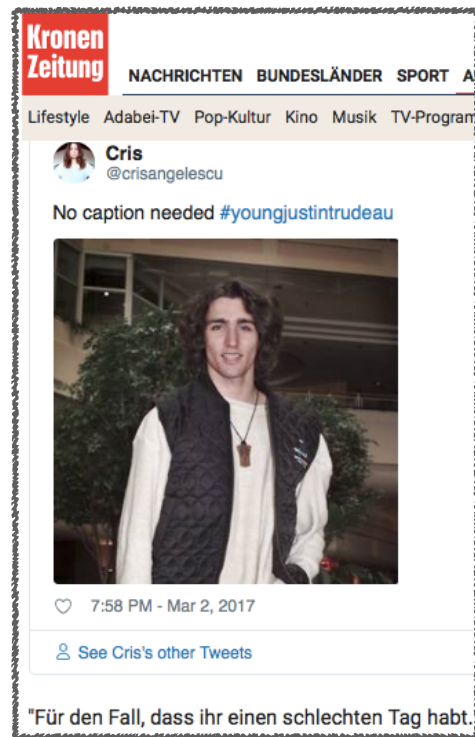 Kronen
Zeitung
NACHRICHTEN BUNDESLÄNDER SPORT
Lifestyle Adabei-TV Pop-Kultur Kino Musik TV-Program
Cris
@crisangelescu
No caption needed #youngjustintrudeau
7:58 PM - Mar 2, 2017
See Cris's other Tweets
"Für den Fall, dass ihr einen schlechten Tag habt."